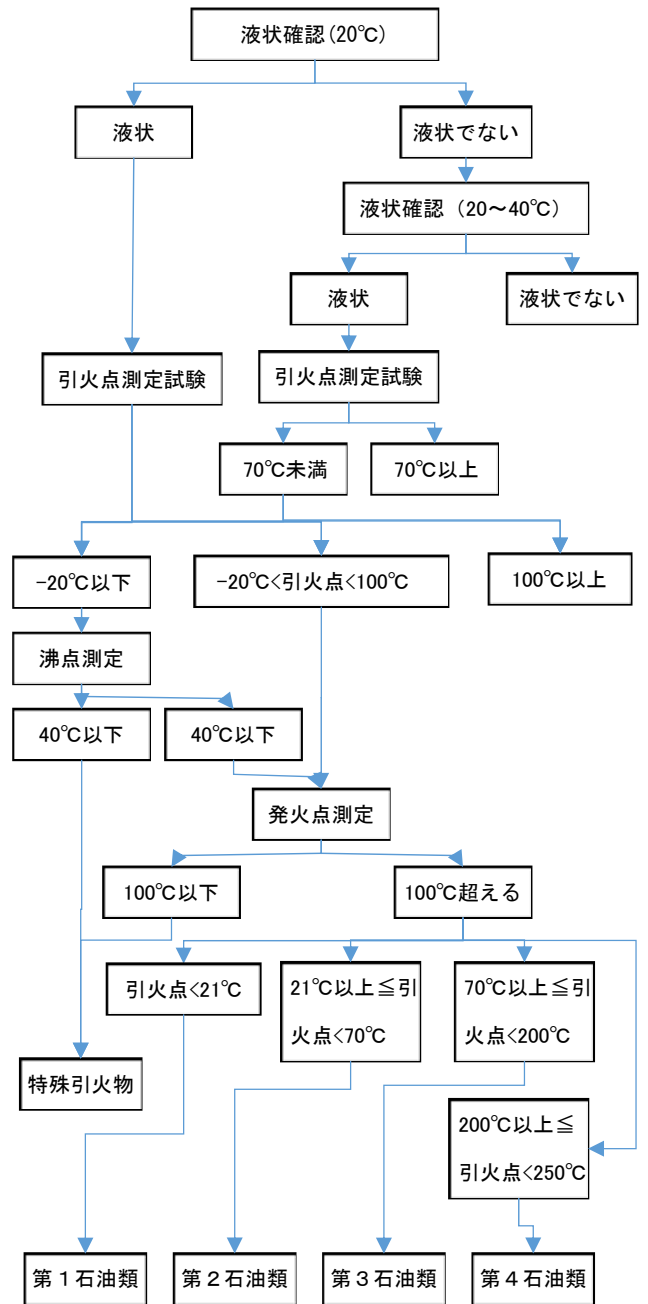 液状確認(20℃)
液状
液状でない
液状確認（20～40℃）
液状
液状でない
引火点測定試験
引火点測定試験
70℃未満
70℃以上
-20℃以下
-20℃<引火点<100℃
100℃以上
沸点測定
40℃以下
40℃以下
発火点測定
100℃以下
100℃超える
引火点<21℃
21℃以上≦引
火点<70℃
70℃以上≦引
火点<200℃
特殊引火物
200℃以上≦
引火点<250℃
第１石油類
第２石油類
第３石油類
第４石油類